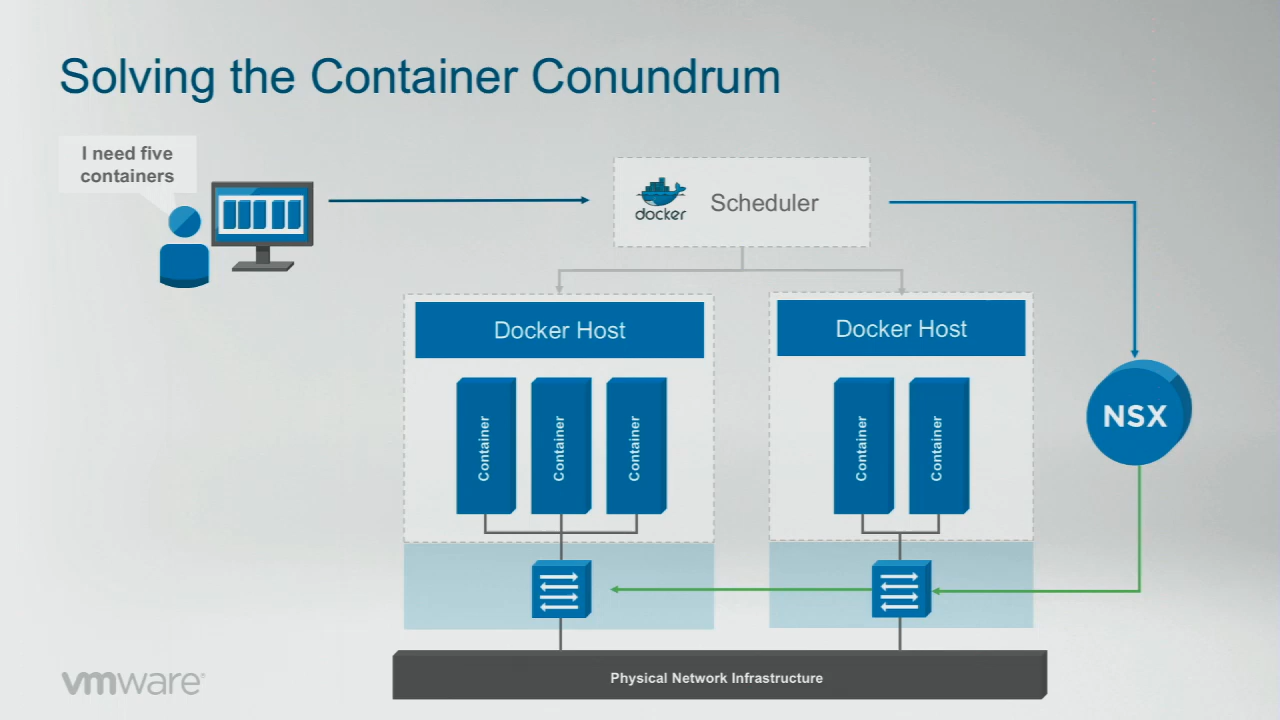 Solving the Container Conundrum
I need five
containers
docker
Scheduler
Docker Host
Docker Host
Container
Container
Container
Container
Container
NSX
Physical Network Infrastructure
vmware®